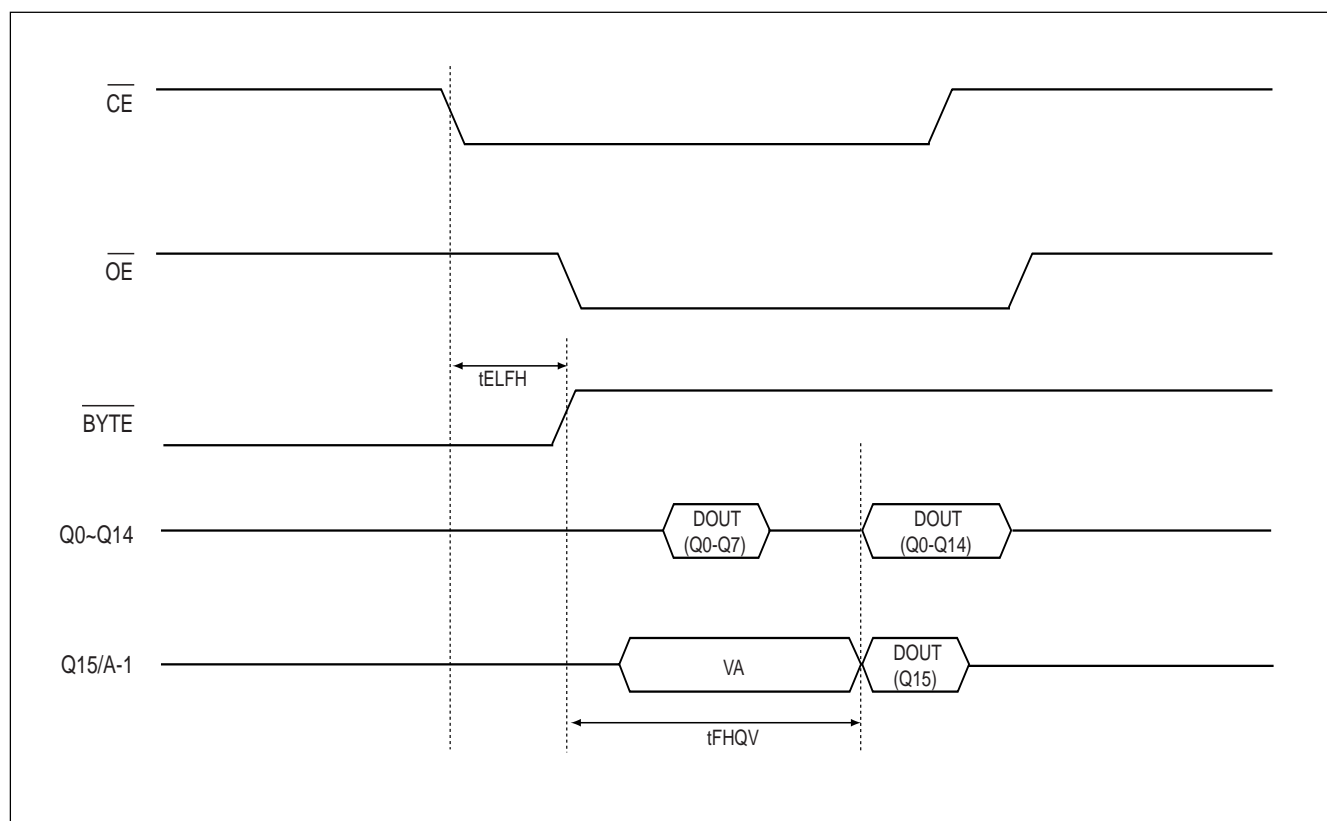 CE
OE
tELFH
BYTE
Q0~Q14
DOUT
(Q0-Q7)
DOUT
(Q0-Q14)
Q15/A-1
VA
DOUT
(Q15)
tFHQV